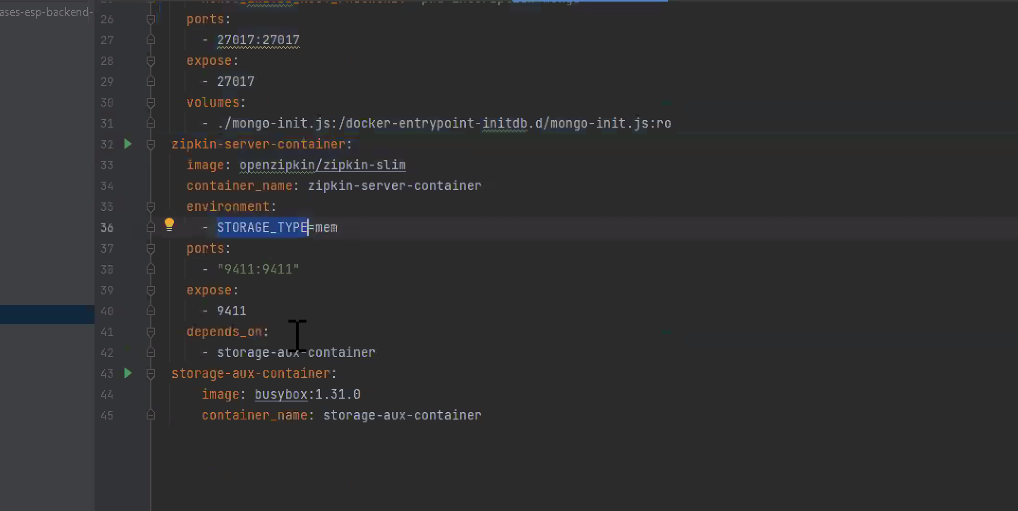 ases-esp-backend-
26 ports:
27 - 27017:27017
28 expose:
29 - 27017
30 volumes:
31 - ./mongo-init.js:/docker-entrypoint-initdb.d/mongo-init.js:ro
32 zipkin-server-container:
33 image: openzipkin/zipkin-slim
34 container_name: zipkin-server-container
35 environment:
36 - STORAGE_TYPE=mem
37 ports:
38 - "9411:9411"
39 expose:
40 - 9411
41 depends_on:
42 - storage-aux-container
43 storage-aux-container:
44 image: busybox:1.31.0
45 container_name: storage-aux-container